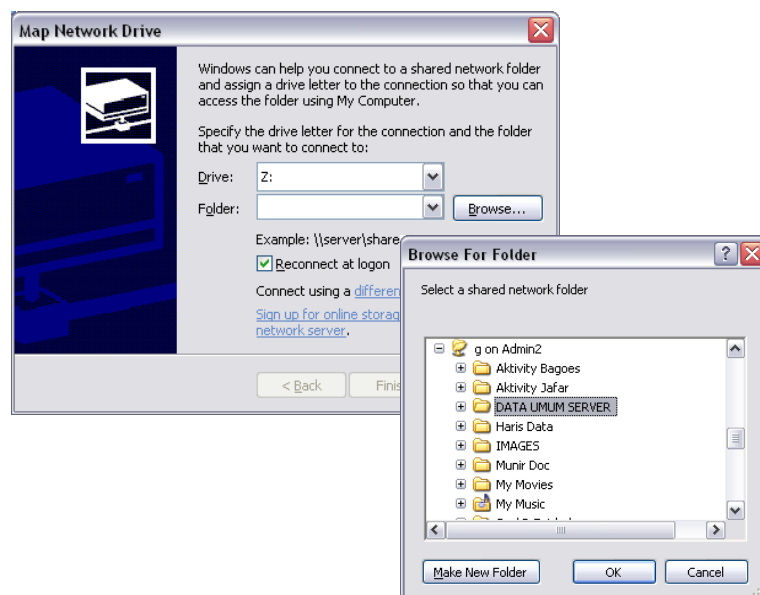 Map Network Drive
Windows can help you connect to a shared network folder
and assign a drive letter to the connection so that you can
access the folder using My Computer.
Specify the drive letter for the connection and the folder
that you want to connect to:
Drive: Z:
Folder: Browse...
Example: \\server\share
Reconnect at logon
Connect using a differen
Sign up for online storag
network server.
< Back Finis
Browse For Folder
Select a shared network folder
g on Admin2
Aktivity Bagoes
Aktivity Jafar
DATA UMUM SERVER
Haris Data
IMAGES
Munir Doc
My Movies
My Music
Make New Folder OK Cancel